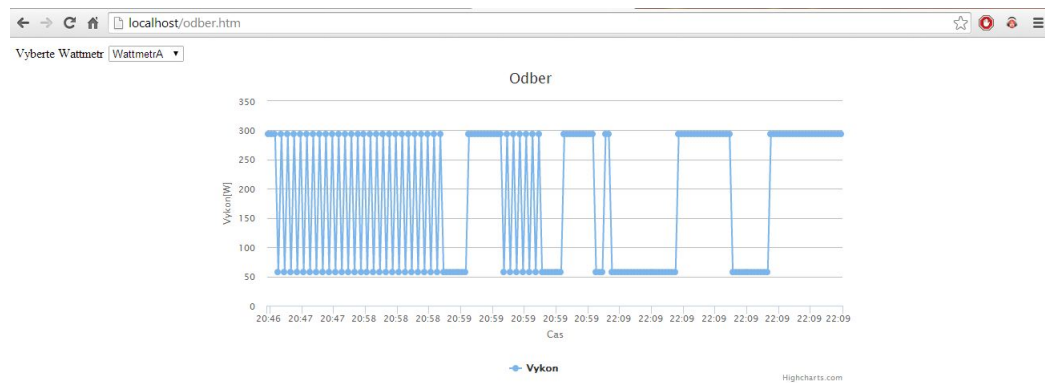 localhost/odber.htm
Vyberte Wattmetr WattmetrA
Odber
350
300
250
200
150
100
50
0
Vykon[W]
20:46 20:47 20:47 20:58 20:58 20:58 20:59 20:59 20:59 20:59 20:59 22:09 22:09 22:09 22:09 22:09 22:09 22:09 22:09
Cas
Vykon
Highcharts.com